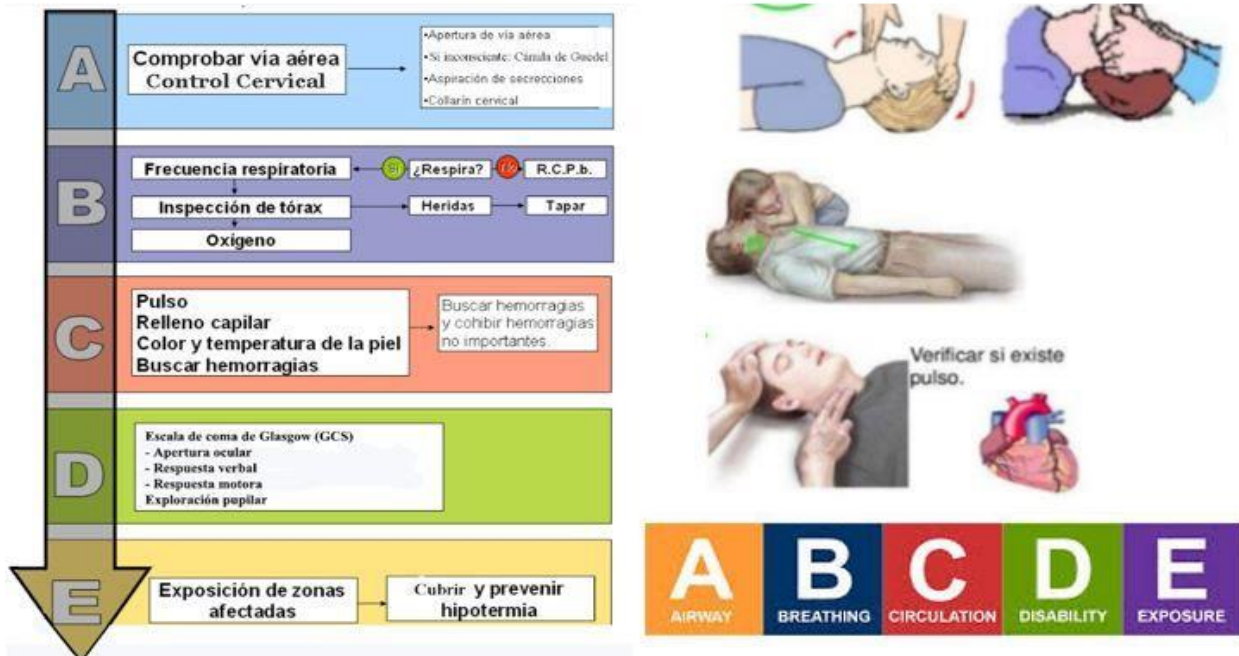 A
Comprobar vía aérea
Control Cervical
•Apertura de vía aérea
•Si inconsciente: Cánula de Guedel
•Aspiración de secrecciones
•Collarín cervical
B
Frecuencia respiratoria
SI
¿Respira?
NO
R.C.P.b.
Inspección de tórax
Heridas
Tapar
Oxígeno
C
Pulso
Relleno capilar
Color y temperatura de la piel
Buscar hemorragias
Buscar hemorragias
y cohibir hemorragias
no importantes.
D
Escala de coma de Glasgow (GCS)
- Apertura ocular
- Respuesta verbal
- Respuesta motora
Exploración pupilar
E
Exposición de zonas
afectadas
Cubrir y prevenir
hipotermia
Verificar si existe
pulso.
A
AIRWAY
B
BREATHING
C
CIRCULATION
D
DISABILITY
E
EXPOSURE